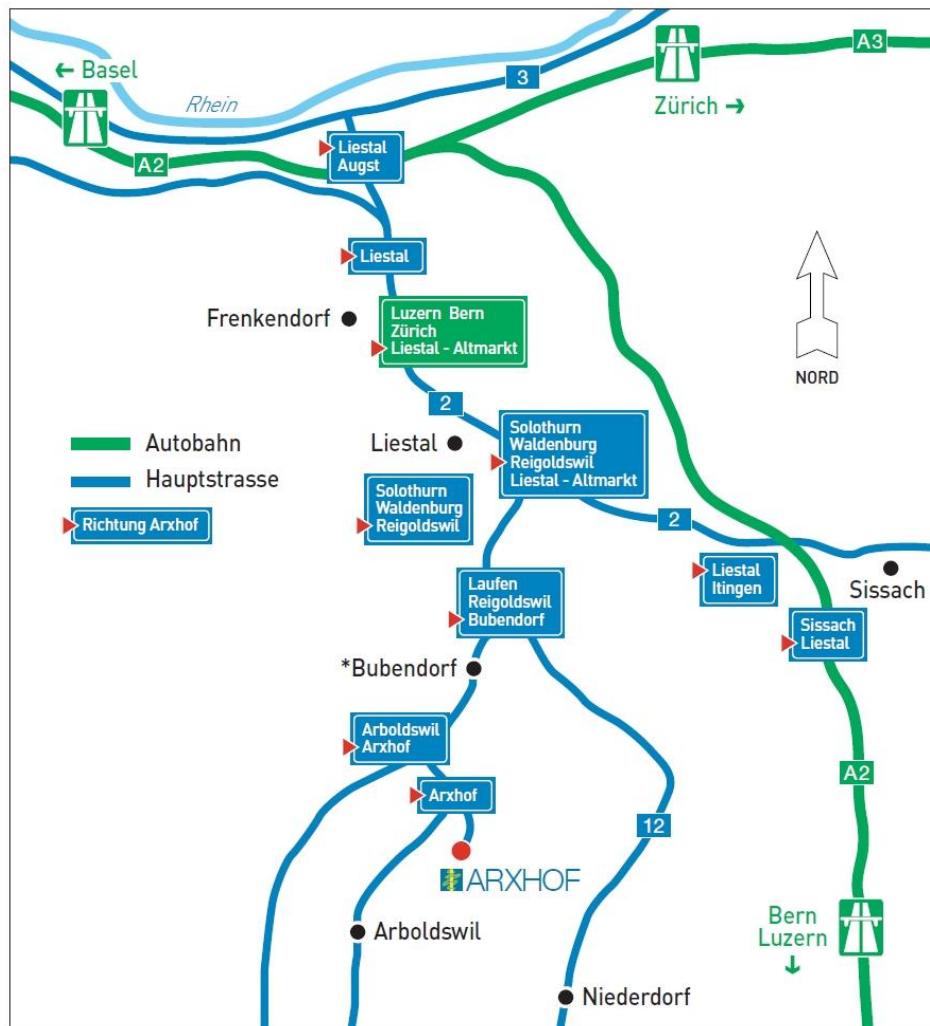 A3
← Basel
3
Rhein
Zürich →
A2
Liestal
Augst
Liestal
Frenkendorf
Luzern Bern
Zürich
Liestal - Altmarkt
NORD
2
Autobahn
Hauptstrasse
Richtung Arxhof
Liestal
Solothurn
Waldenburg
Reigoldswil
Liestal - Altmarkt
Solothurn
Waldenburg
Reigoldswil
2
Liestal
Itingen
Sissach
Laufen
Reigoldswil
Bubendorf
Sissach
Liestal
*Bubendorf
Arboldswil
Arxhof
A2
Arxhof
12
ARXHOF
Arboldswil
Bern
Luzern
↓
Niederdorf